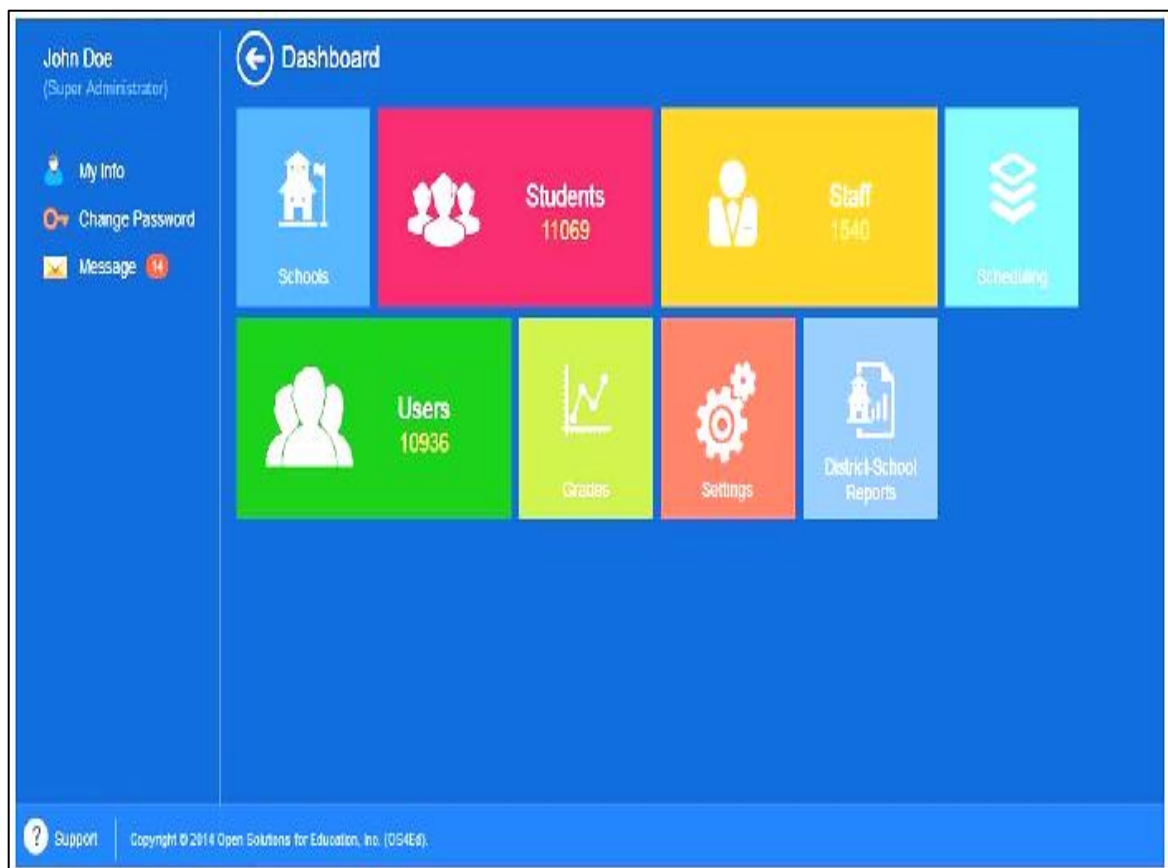 John Doe
(Super Administrator)
My Info
Change Password
Message 14
Dashboard
Schools
Students
11069
Staff
1540
Scheduling
Users
10936
Grades
Settings
District-School
Reports
? Support
Copyright © 2014 Open Solutions for Education, Inc. (OS4Ed).